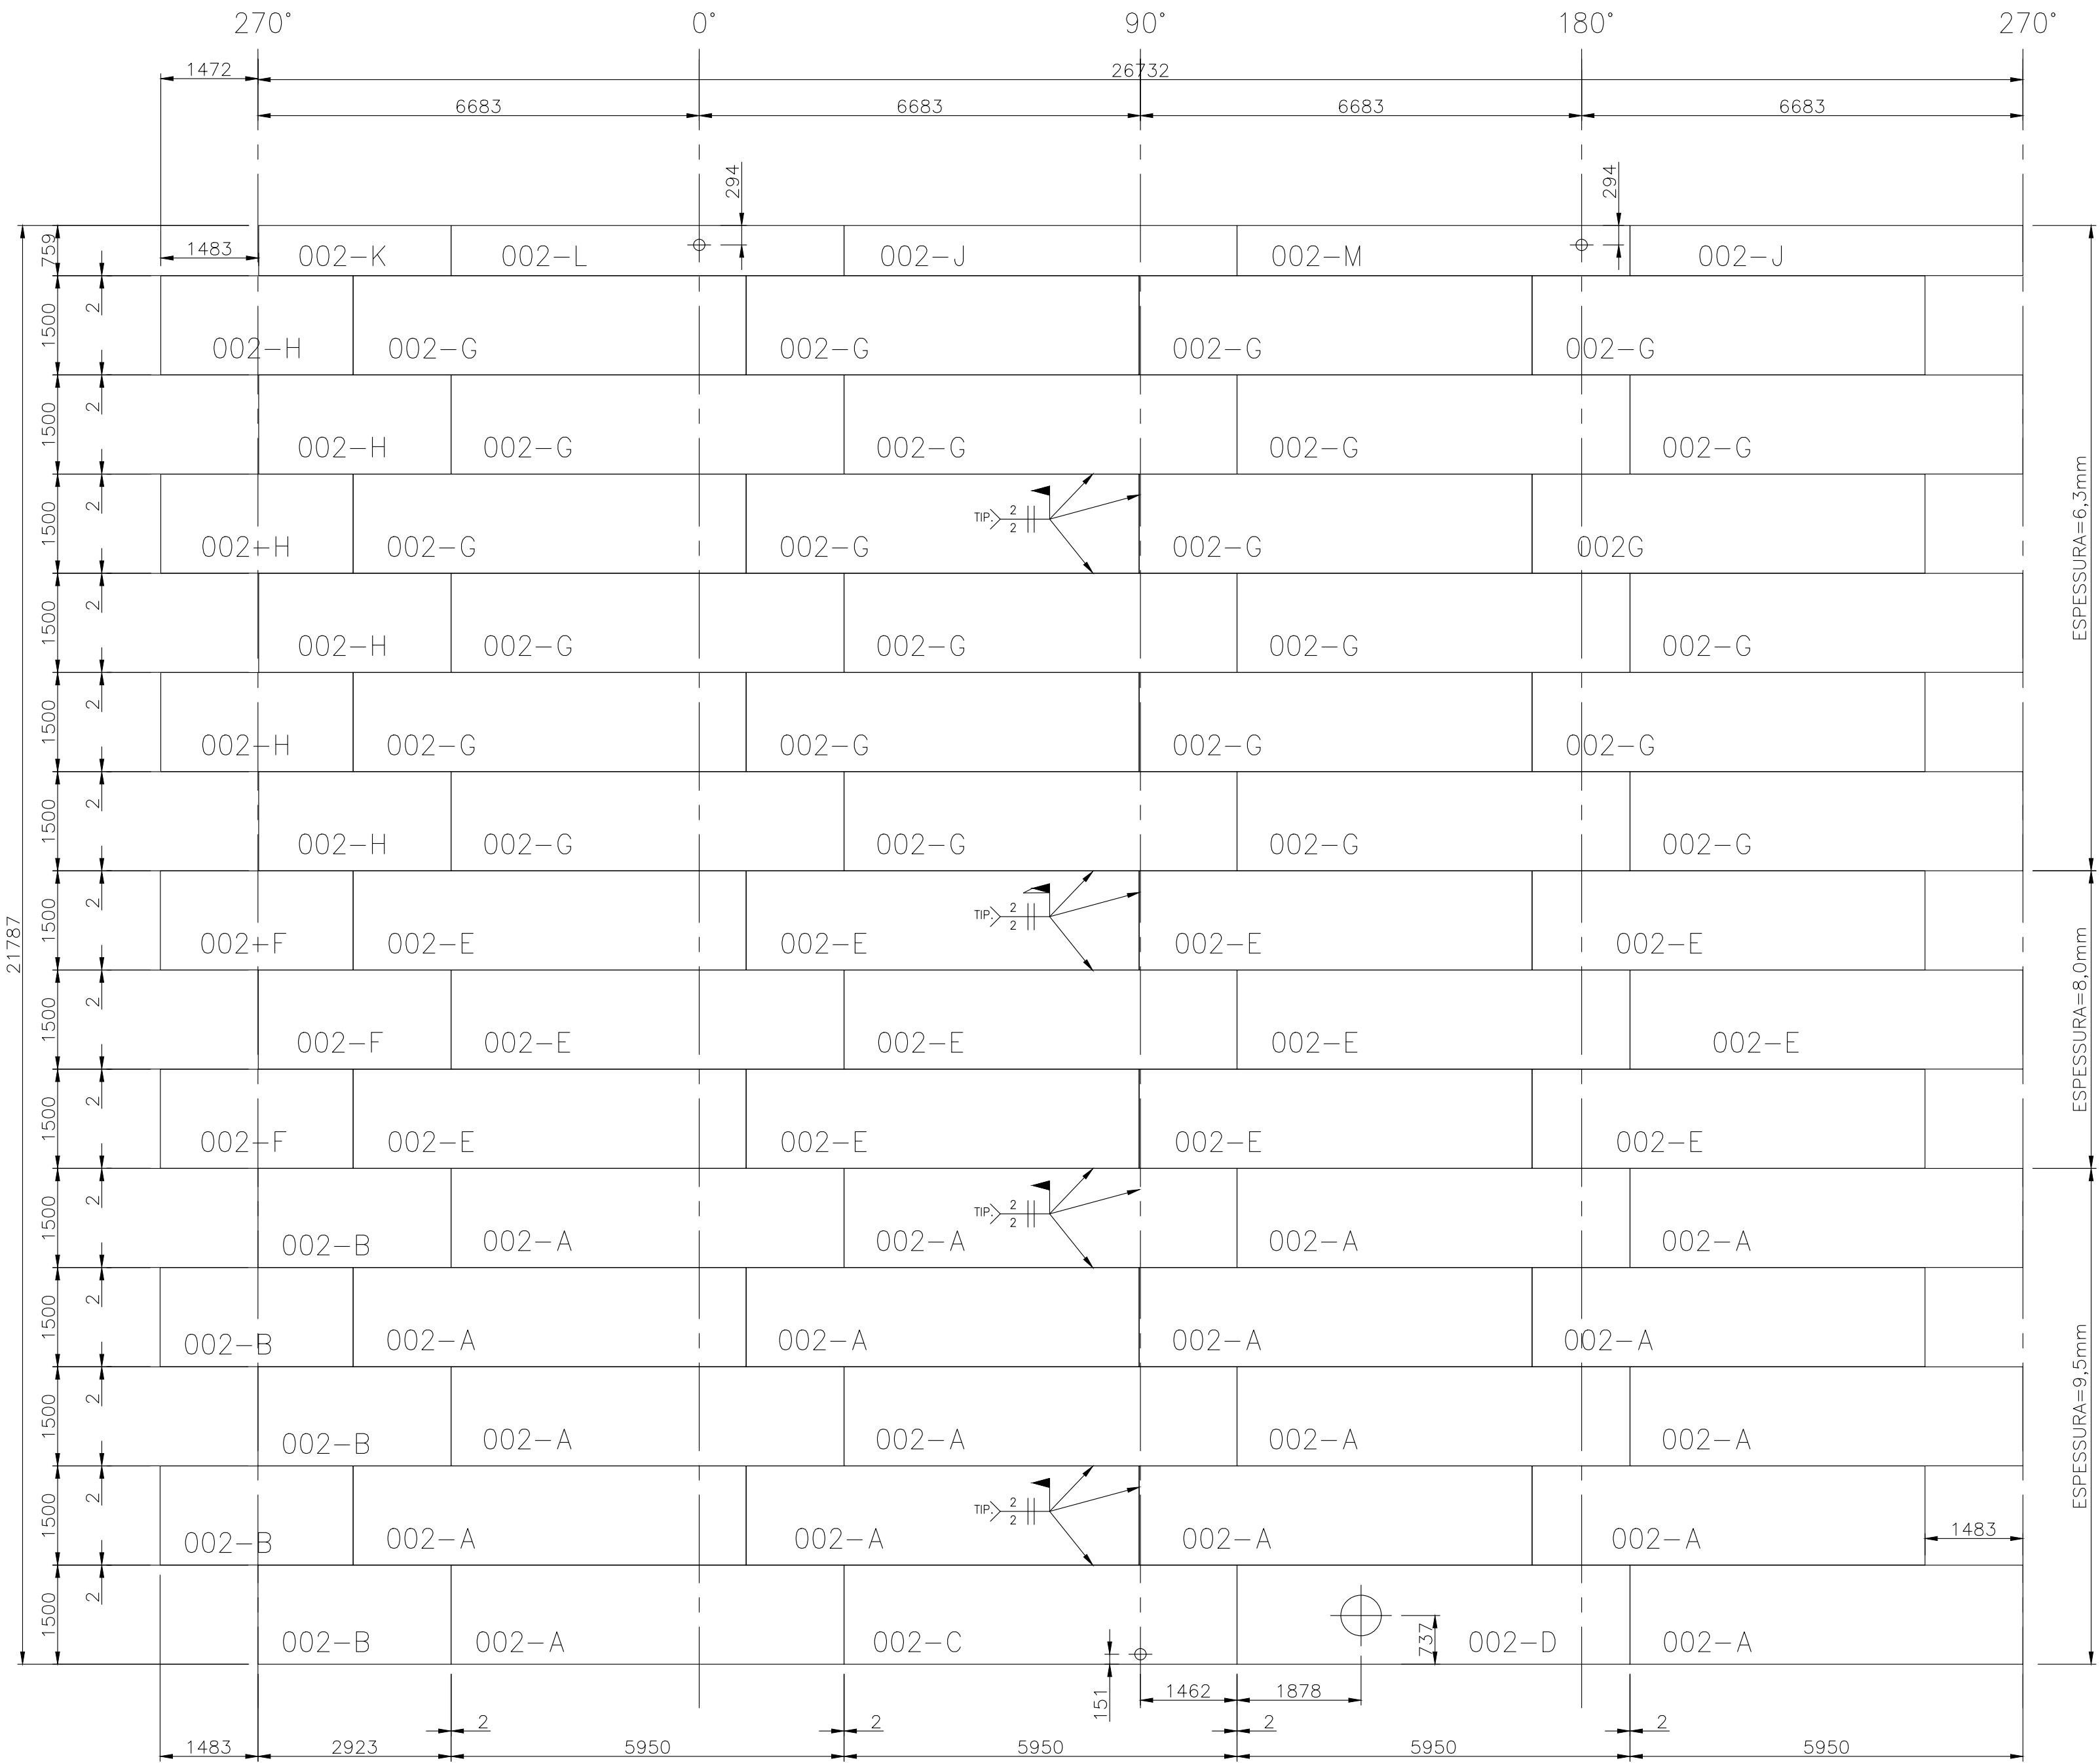 270° 0° 90° 180° 270°
1472 26732
6683 6683 6683 6683
294 294
759 1483 002-K 002-L 002-J 002-M 002-J
1500 2 002-H 002-G 002-G 002-G 002-G
1500 2 002-H 002-G 002-G 002-G 002-G
ESPESSURA=6,3mm
1500 2 002-H 002-G 002-G TIP. 2 2 002-G 002G
1500 2 002-H 002-G 002-G 002-G 002-G
1500 2 002-H 002-G 002-G 002-G 002-G
1500 2 002-H 002-G 002-G 002-G 002-G
21787
1500 2 002-F 002-E 002-E TIP. 2 2 002-E 002-E
1500 2 002-F 002-E 002-E 002-E 002-E
ESPESSURA=8,0mm
1500 2 002-F 002-E 002-E 002-E 002-E
1500 2 002-B 002-A 002-A TIP. 2 2 002-A 002-A
1500 2 002-B 002-A 002-A 002-A 002-A
ESPESSURA=9,5mm
1500 2 002-B 002-A 002-A 002-A 002-A
1500 2 002-B 002-A 002-A TIP. 2 2 002-A 002-A 1483
1500 2 002-B 002-A 002-C 737 002-D 002-A
151 1462 1878
2 2 2 2
1483 2923 5950 5950 5950 5950